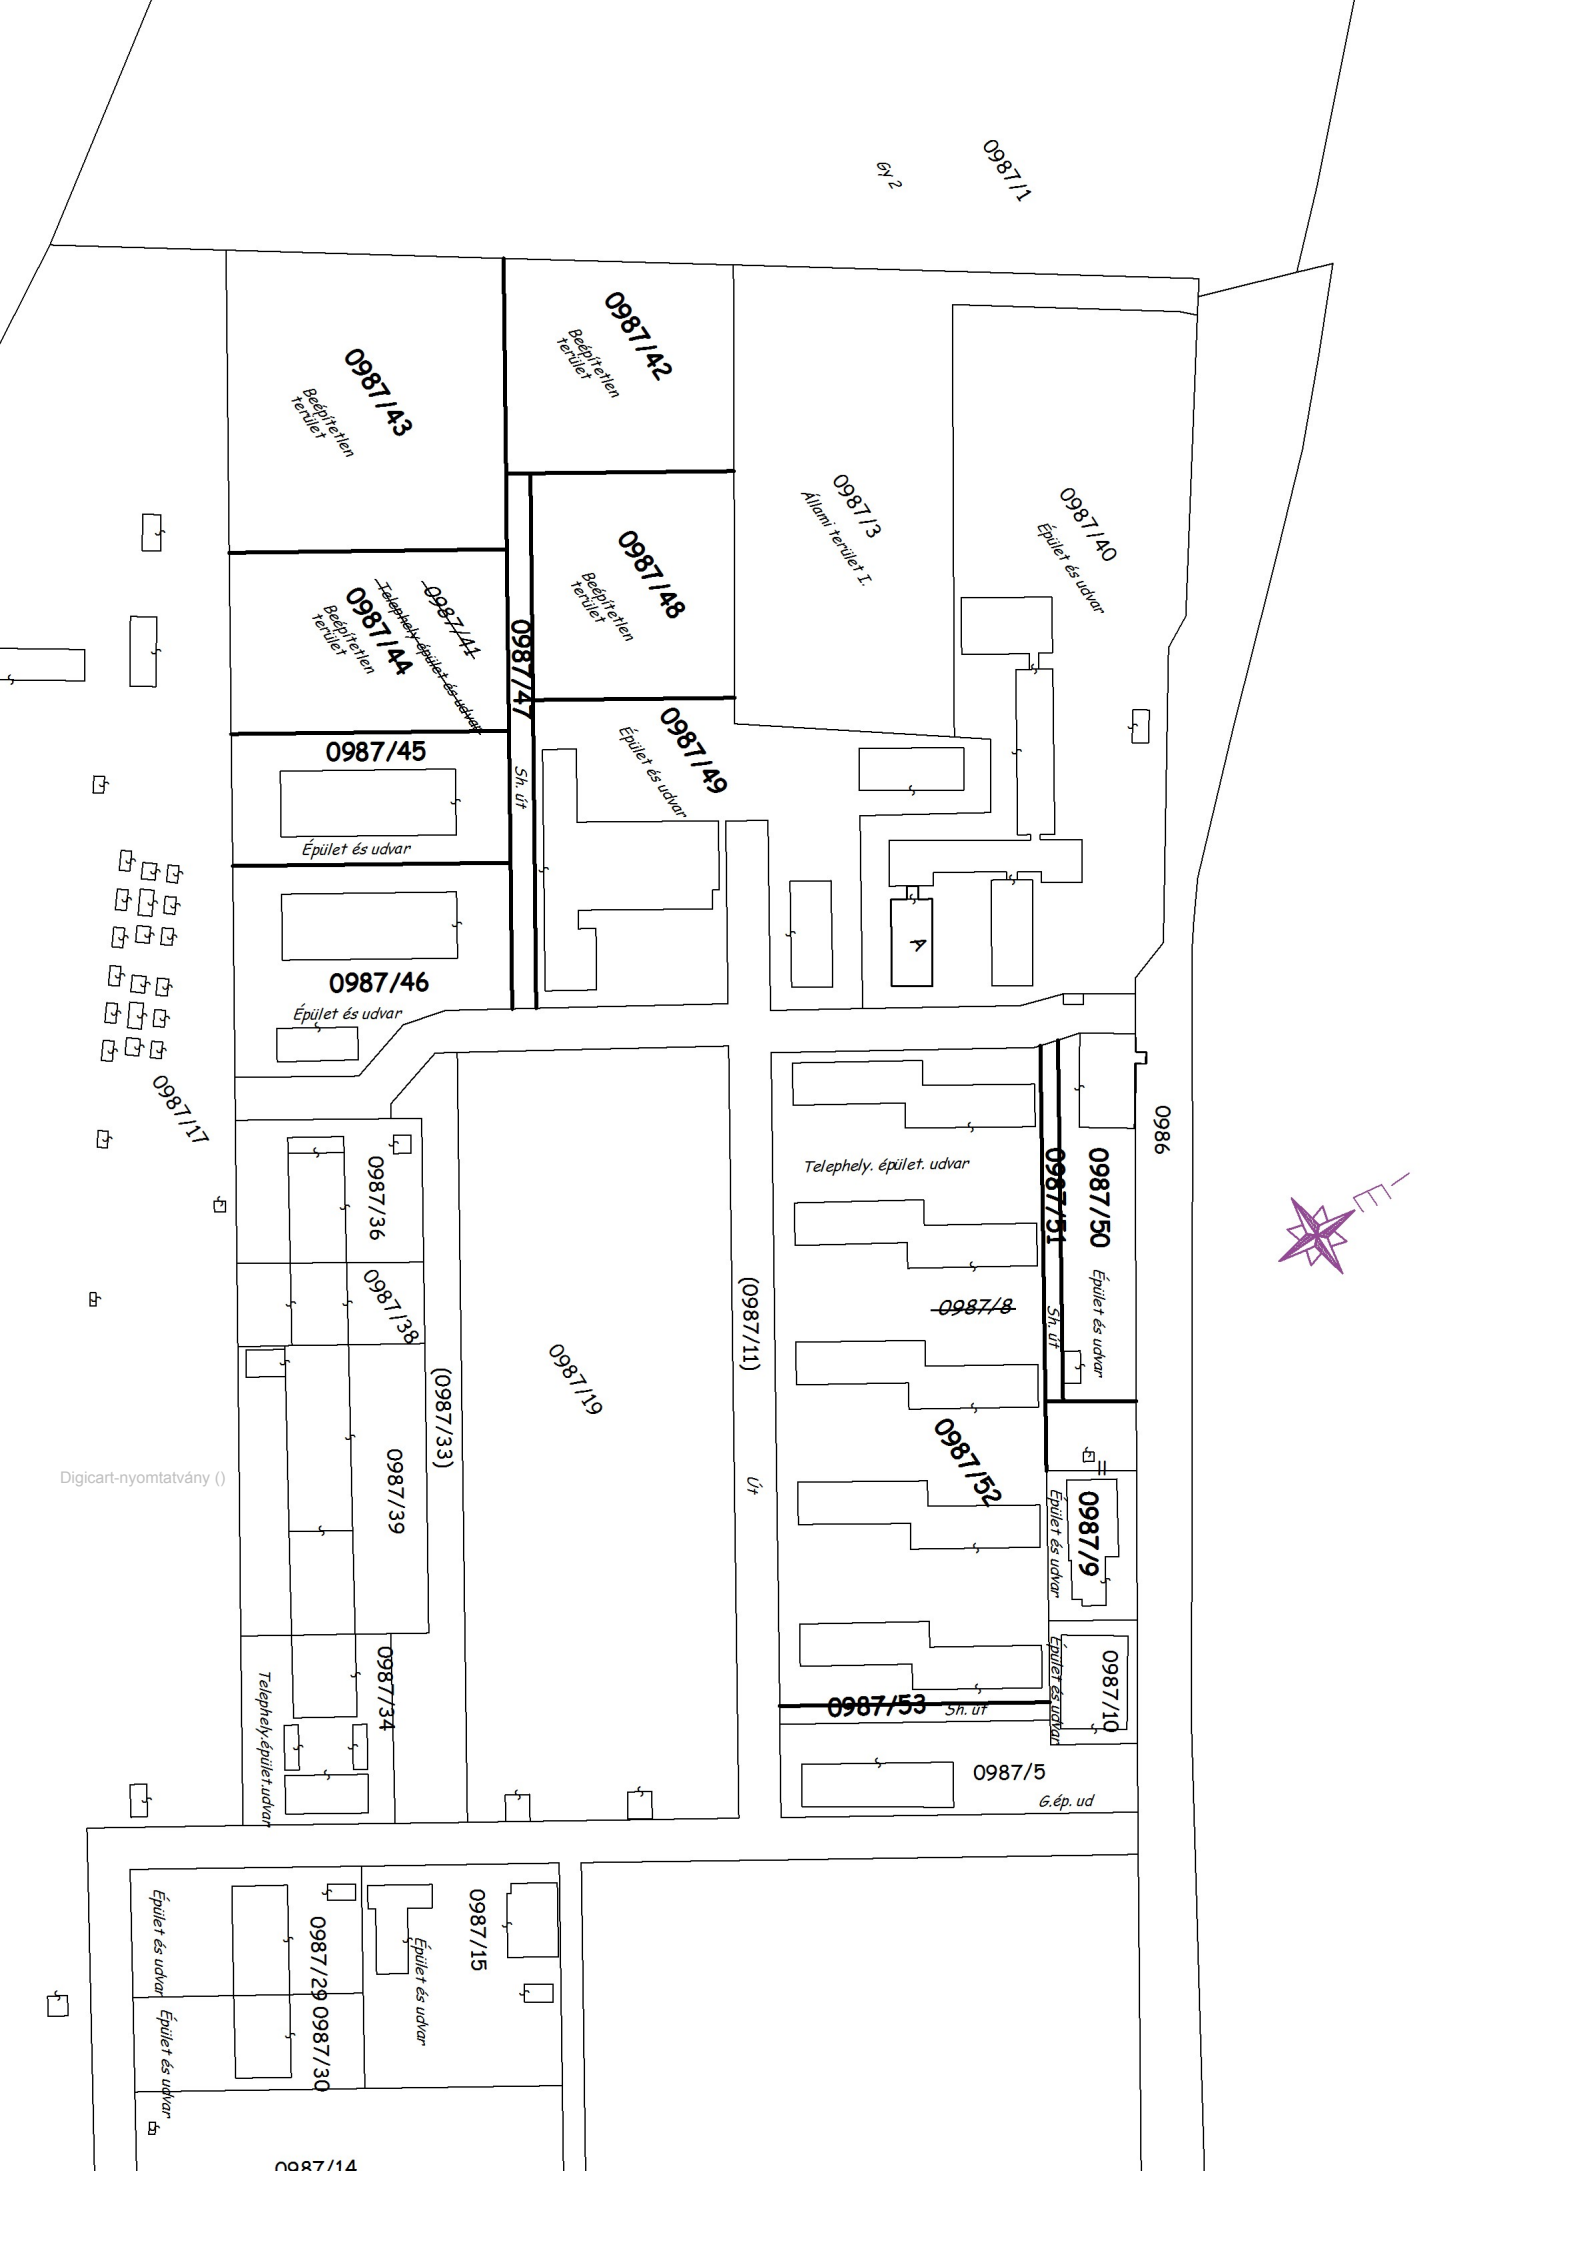 0987/1
Gy 2
0987/42
Beépítetlen
terület
0987/43
Beépítetlen
terület
0987/3
Állami terület I.
0987/40
Épület és udvar
0987/48
Beépítetlen
terület
0987/41
Telephely épület és udvar
0987/44
Beépítetlen
terület
0987/47
Sh. út
0987/49
Épület és udvar
0987/45
Épület és udvar
A
0987/46
Épület és udvar
0987/17
0986
0987/36
0987/38
(0987/33)
0987/39
0987/19
(0987/11)
Út
Telephely. épület. udvar
0987/51
Sh. út
0987/50
Épület és udvar
0987/8
0987/52
Digicart-nyomtatvány ()
Épület és udvar
0987/9
Épület és udvar
0987/10
0987/34
Telephely.épület.udvar
0987/53
Sh. út
0987/5
G.ép. ud
0987/15
Épület és udvar
0987/29
Épület és udvar
0987/30
Épület és udvar
0987/14
É